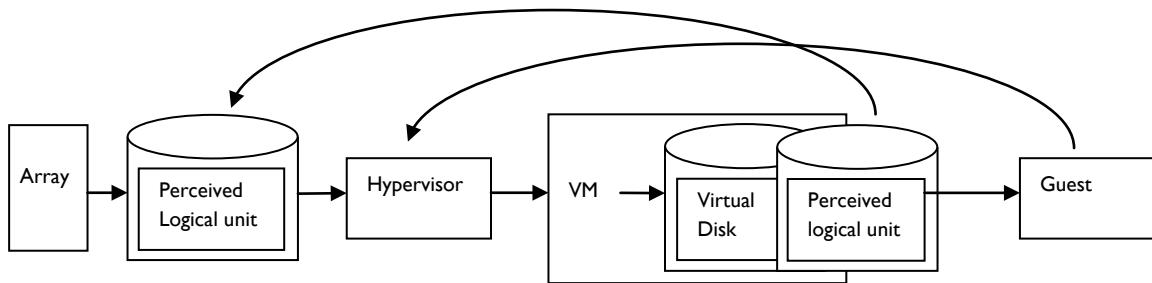 Array
Perceived
Logical unit
Hypervisor
VM
Virtual
Disk
Perceived
logical unit
Guest